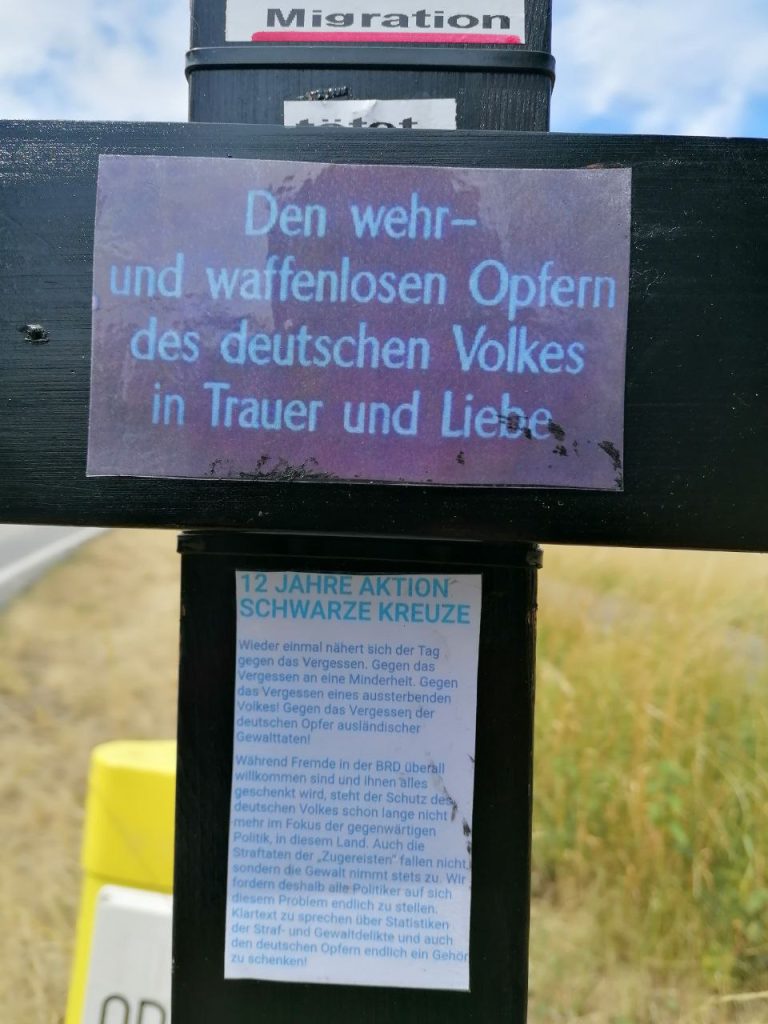 Migration
tötet
Den wehr-
und waffenlosen Opfern
des deutschen Volkes
in Trauer und Liebe
12 JAHRE AKTION
SCHWARZE KREUZE
Wieder einmal nähert sich der Tag
gegen das Vergessen. Gegen das
Vergessen an eine Minderheit. Gegen
das Vergessen eines aussterbenden
Volkes! Gegen das Vergessen der
deutschen Opfer ausländischer
Gewalttaten!
Während Fremde in der BRD überall
willkommen sind und ihnen alles
geschenkt wird, steht der Schutz des
deutschen Volkes schon lange nicht
mehr im Fokus der gegenwärtigen
Politik, in diesem Land. Auch die
Straftaten der „Zugereisten" fallen nicht,
sondern die Gewalt nimmt stets zu. Wir
fordern deshalb alle Politiker auf sich
diesem Problem endlich zu stellen,
Klartext zu sprechen über Statistiken
der Straf- und Gewaltdelikte und auch
den deutschen Opfern endlich ein Gehör
zu schenken!